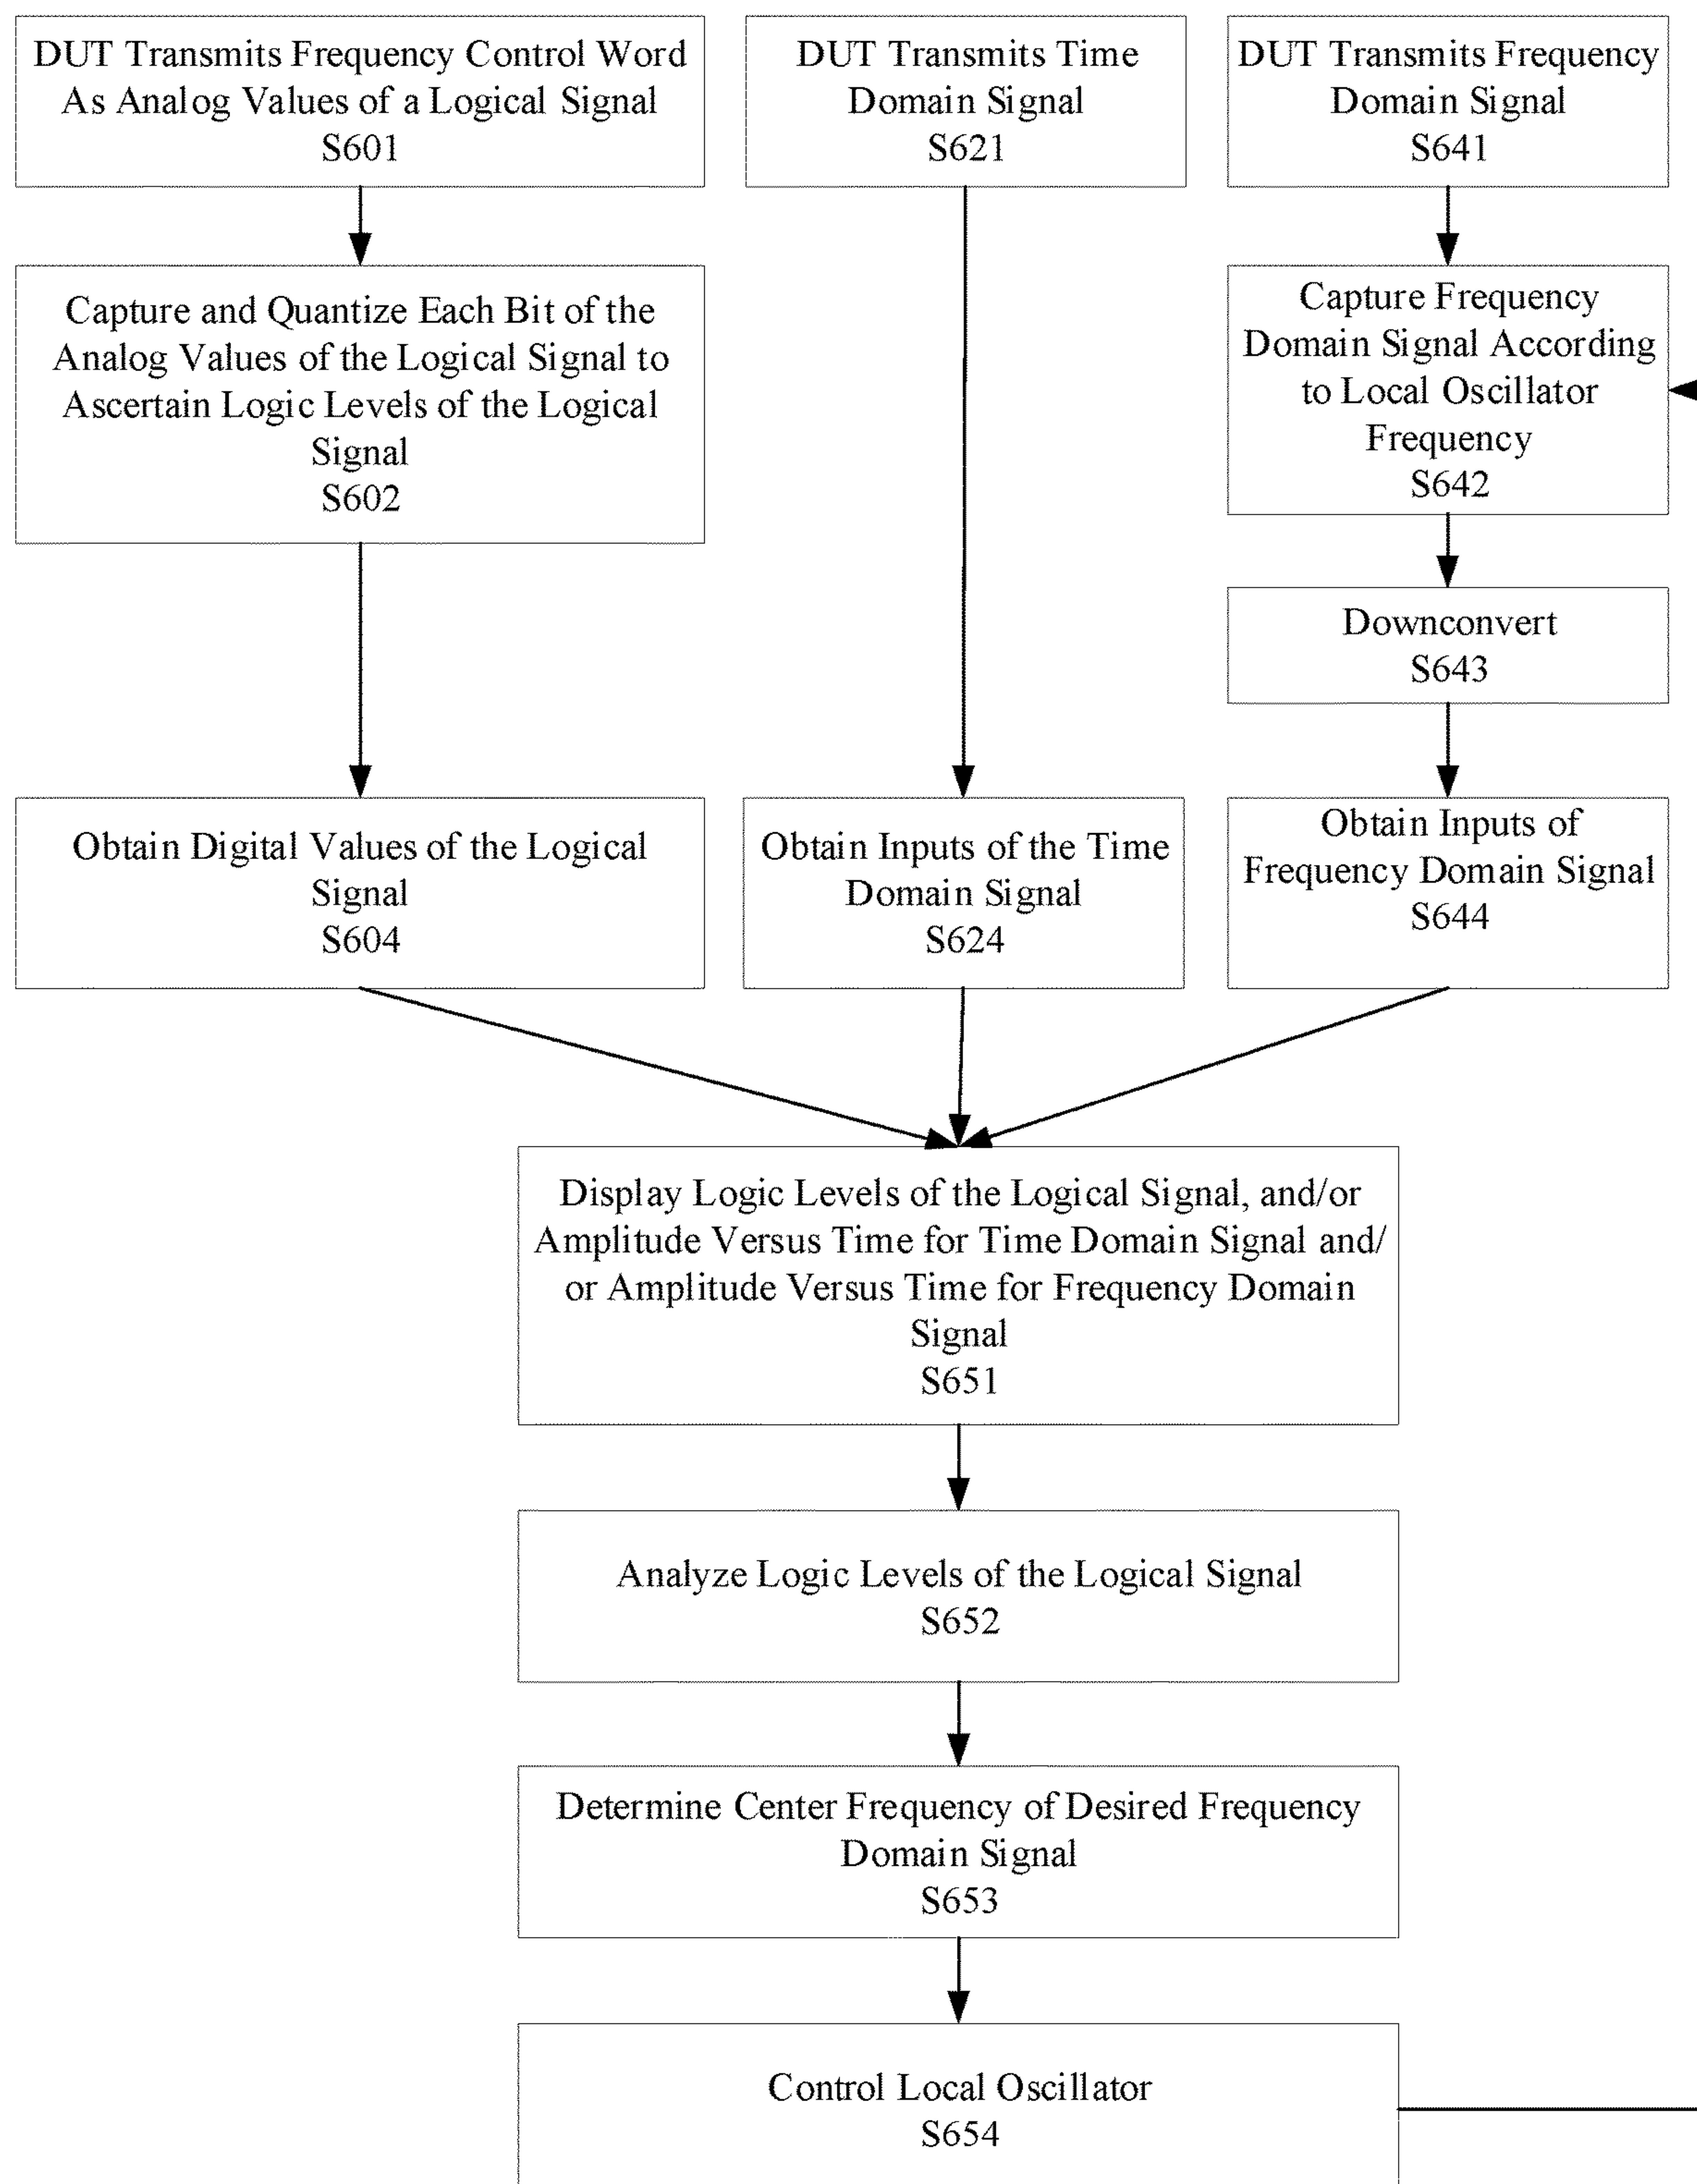 DUT Transmits Frequency Control Word
As Analog Values of a Logical Signal
S601
DUT Transmits Time
Domain Signal
S621
DUT Transmits Frequency
Domain Signal
S641
Capture and Quantize Each Bit of the
Analog Values of the Logical Signal to
Ascertain Logic Levels of the Logical
Signal
S602
Capture Frequency
Domain Signal According
to Local Oscillator
Frequency
S642
Downconvert
S643
Obtain Digital Values of the Logical
Signal
S604
Obtain Inputs of the Time
Domain Signal
S624
Obtain Inputs of
Frequency Domain Signal
S644
Display Logic Levels of the Logical Signal, and/or
Amplitude Versus Time for Time Domain Signal and/
or Amplitude Versus Time for Frequency Domain
Signal
S651
Analyze Logic Levels of the Logical Signal
S652
Determine Center Frequency of Desired Frequency
Domain Signal
S653
Control Local Oscillator
S654